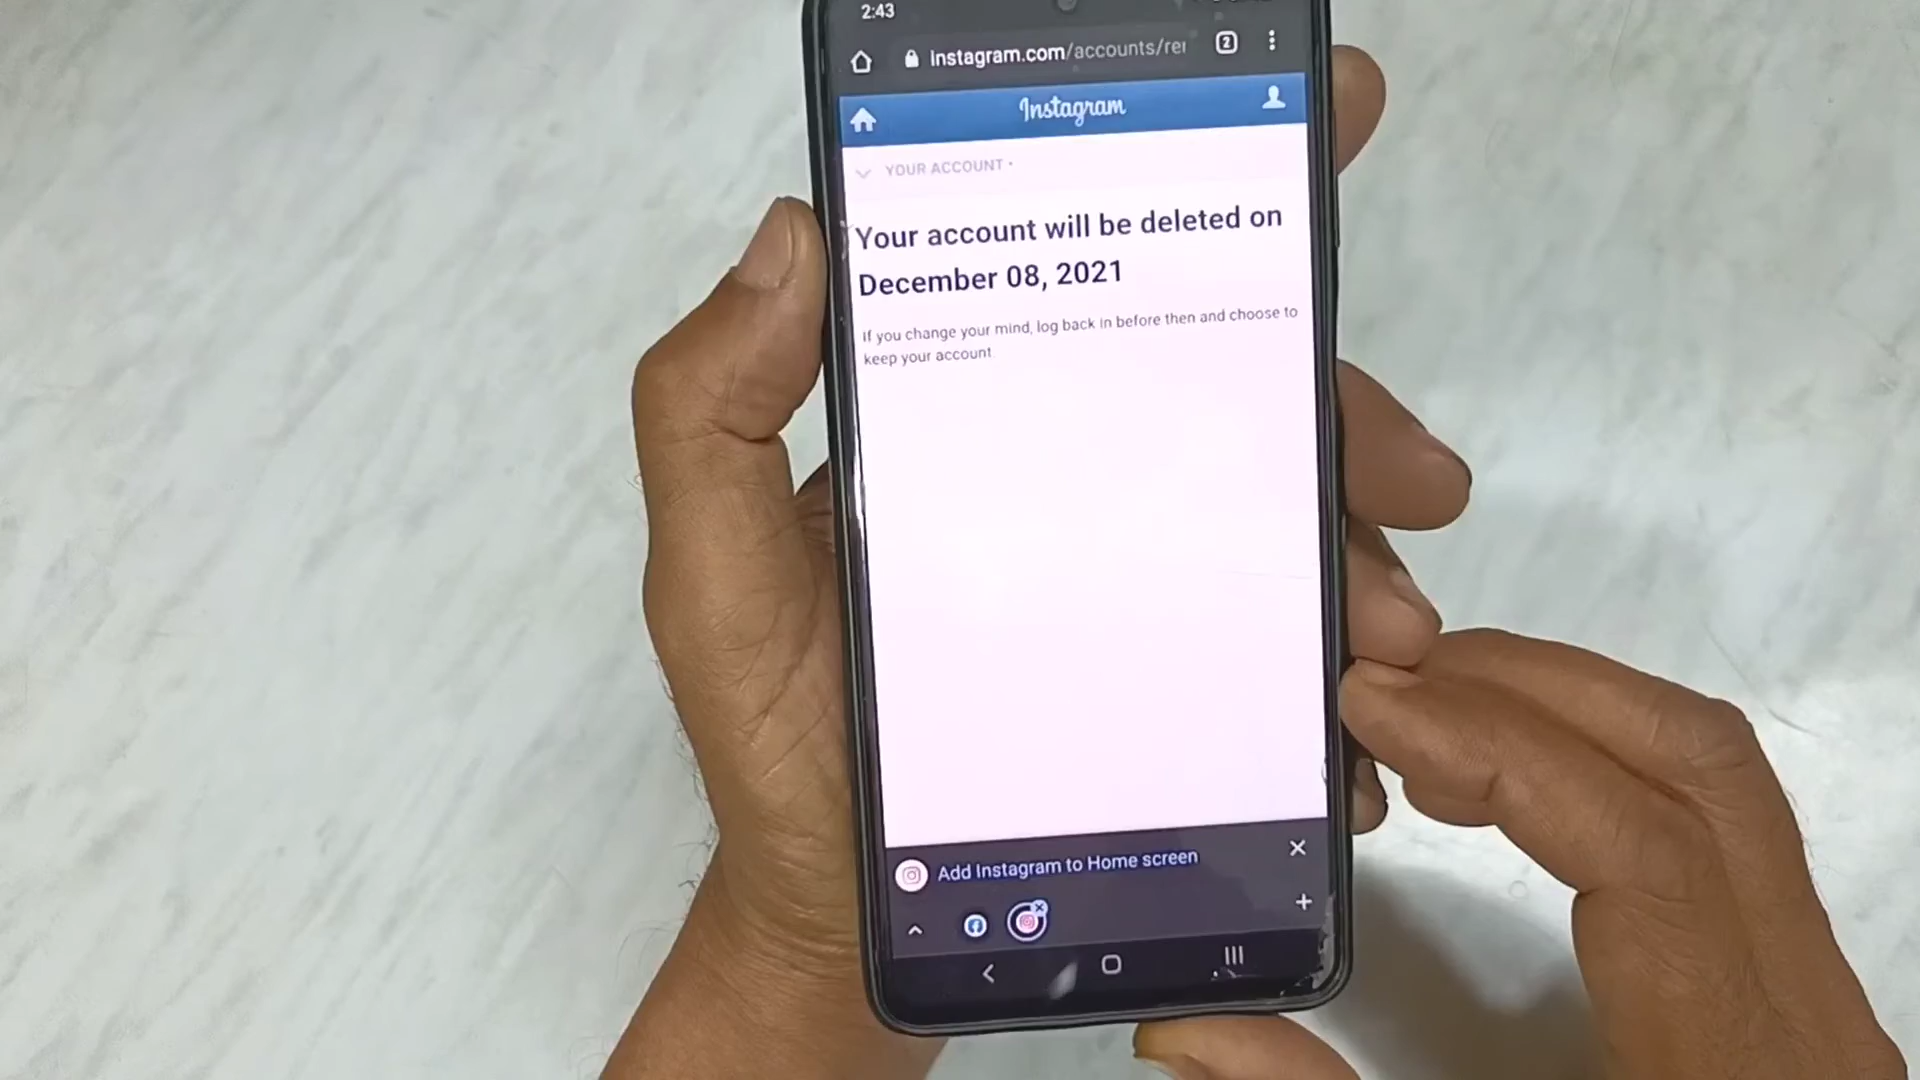 2:43
Instagram.com/accounts/rer
2
Instagram
YOUR ACCOUNT •
Your account will be deleted on
December 08, 2021
If you change your mind, log back in before then and choose to
keep your account.
Add Instagram to Home screen